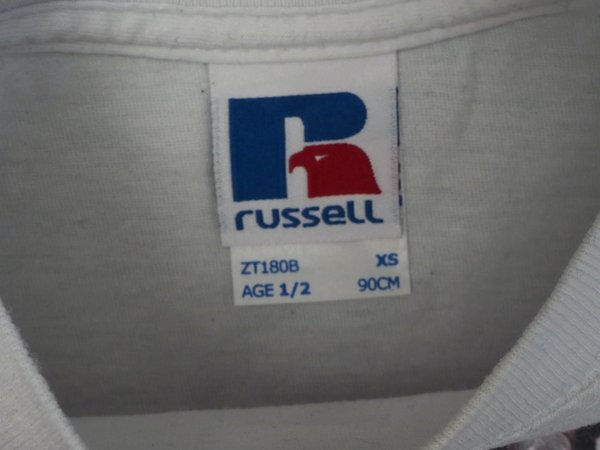 russell
ZT180B XS
AGE 1/2 90CM